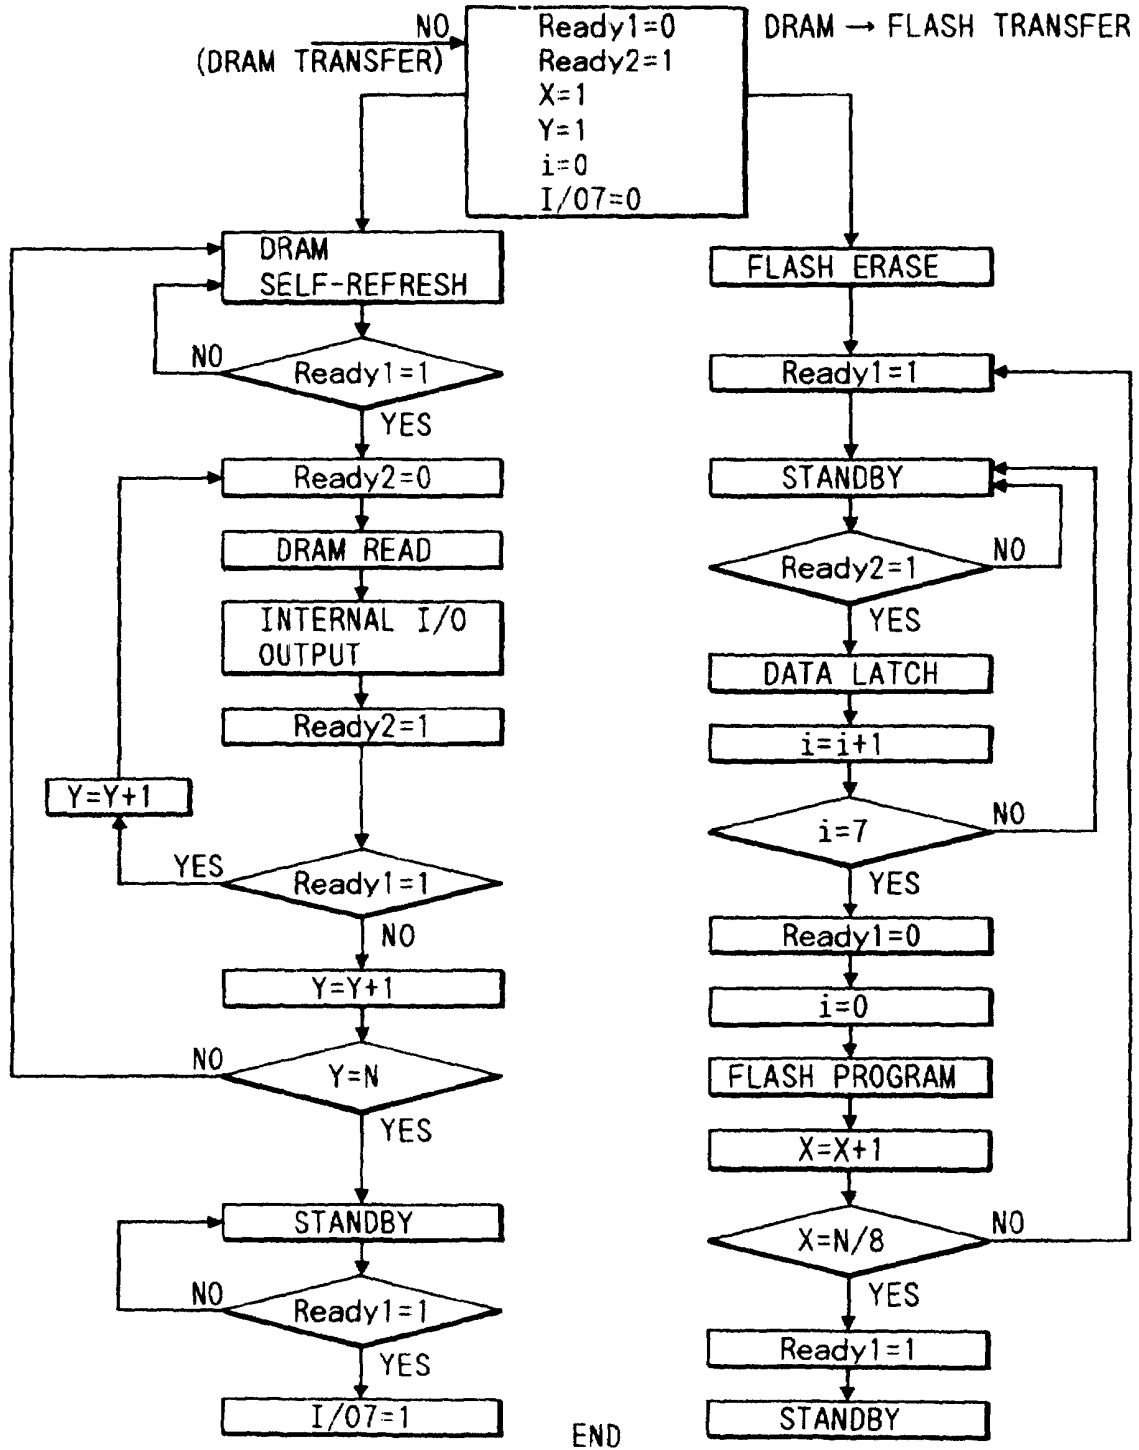 NO
(DRAM TRANSFER)
Ready1=0
Ready2=1
X=1
Y=1
i=0
I/O7=0
DRAM → FLASH TRANSFER
DRAM
SELF-REFRESH
NO
Ready1=1
YES
Ready2=0
DRAM READ
INTERNAL I/O
OUTPUT
Ready2=1
Y=Y+1
YES
Ready1=1
NO
Y=Y+1
NO
Y=N
YES
STANDBY
NO
Ready1=1
YES
I/O7=1
FLASH ERASE
Ready1=1
STANDBY
Ready2=1
NO
YES
DATA LATCH
i=i+1
i=7
NO
YES
Ready1=0
i=0
FLASH PROGRAM
X=X+1
X=N/8
NO
YES
Ready1=1
STANDBY
END